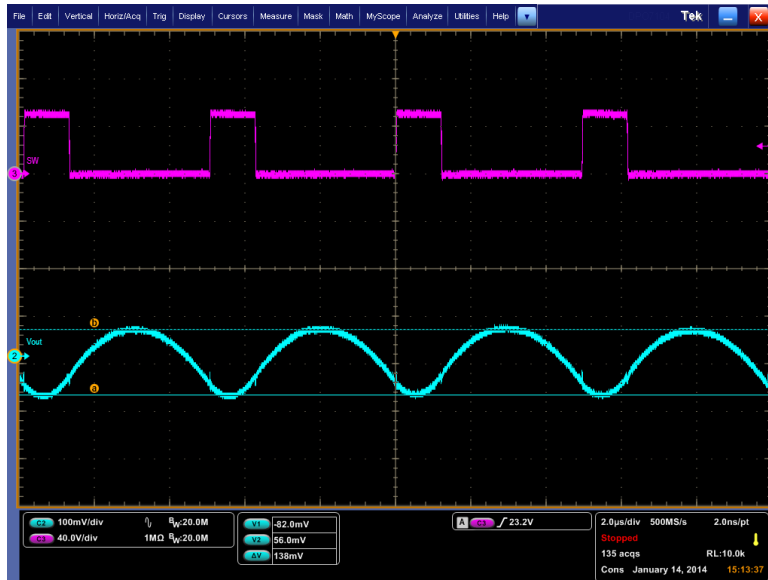 File Edit Vertical Horiz/Acq Trig Display Cursors Measure Mask Math MyScope Analyze Utilities Help Tek X
SW
3
b
Vout
2
a
C2 100mV/div BW:20.0M
C3 40.0V/div 1MΩ BW:20.0M
V1 -82.0mV
V2 56.0mV
ΔV 138mV
A C3 23.2V
2.0µs/div 500MS/s 2.0ns/pt
Stopped
135 acqs RL:10.0k
Cons January 14, 2014 15:13:37